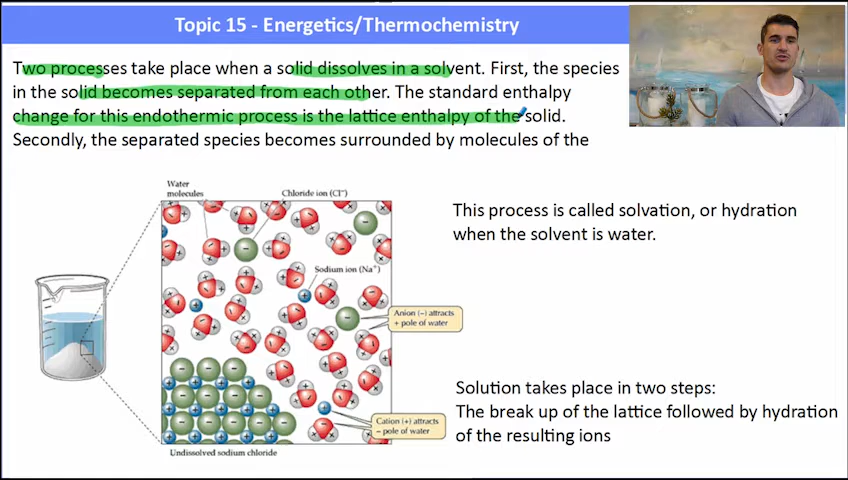 Topic 15 - Energetics/Thermochemistry
Two processes take place when a solid dissolves in a solvent. First, the species
in the solid becomes separated from each other. The standard enthalpy
change for this endothermic process is the lattice enthalpy of the solid.
Secondly, the separated species becomes surrounded by molecules of the
Water
molecules
Chloride ion (Cl⁻)
This process is called solvation, or hydration
when the solvent is water.
Sodium ion (Na⁺)
Anion (−) attracts
+ pole of water
Solution takes place in two steps:
The break up of the lattice followed by hydration
of the resulting ions
Cation (+) attracts
− pole of water
Undissolved sodium chloride